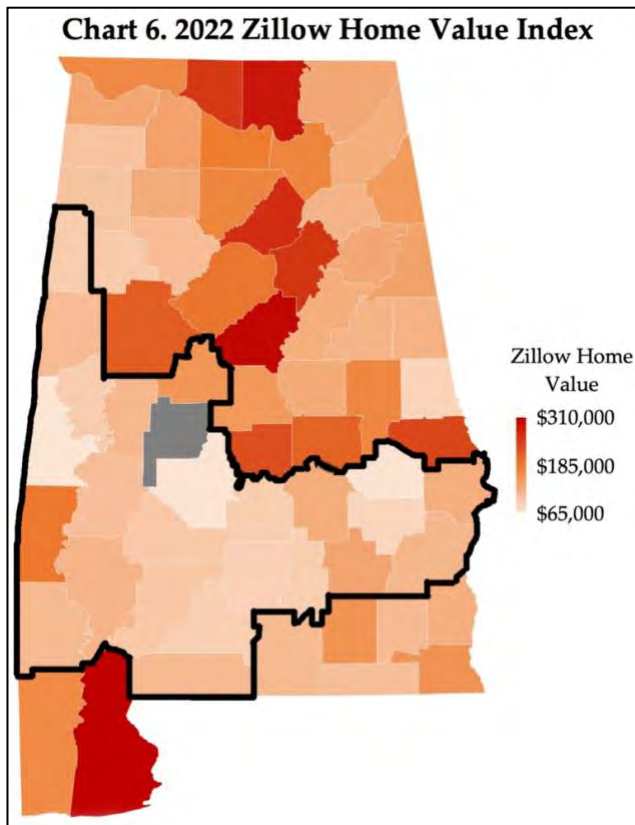 Chart 6. 2022 Zillow Home Value Index
Zillow Home
Value
$310,000
$185,000
$65,000